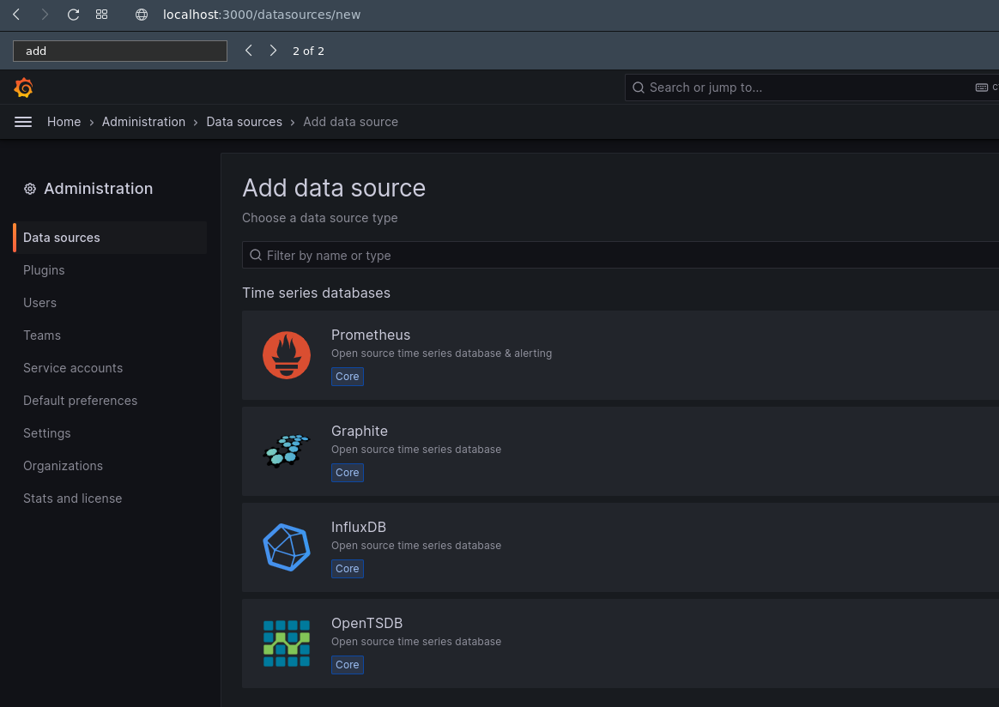 localhost:3000/datasources/new
add
2 of 2
Search or jump to...
Home › Administration › Data sources › Add data source
Administration
Data sources
Plugins
Users
Teams
Service accounts
Default preferences
Settings
Organizations
Stats and license
Add data source
Choose a data source type
Filter by name or type
Time series databases
Prometheus
Open source time series database & alerting
Core
Graphite
Open source time series database
Core
InfluxDB
Open source time series database
Core
OpenTSDB
Open source time series database
Core